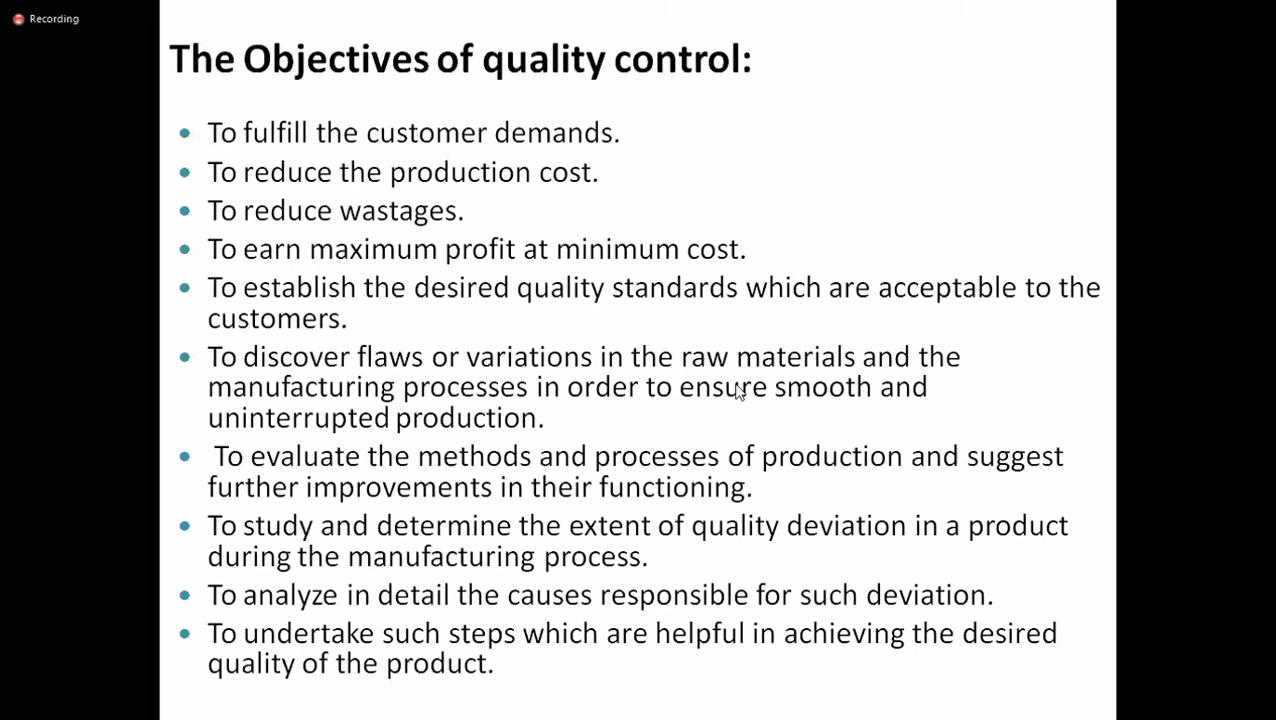 Recording
The Objectives of quality control:
• To fulfill the customer demands.
• To reduce the production cost.
• To reduce wastages.
• To earn maximum profit at minimum cost.
• To establish the desired quality standards which are acceptable to the
customers.
• To discover flaws or variations in the raw materials and the
manufacturing processes in order to ensure smooth and
uninterrupted production.
• To evaluate the methods and processes of production and suggest
further improvements in their functioning.
• To study and determine the extent of quality deviation in a product
during the manufacturing process.
• To analyze in detail the causes responsible for such deviation.
• To undertake such steps which are helpful in achieving the desired
quality of the product.